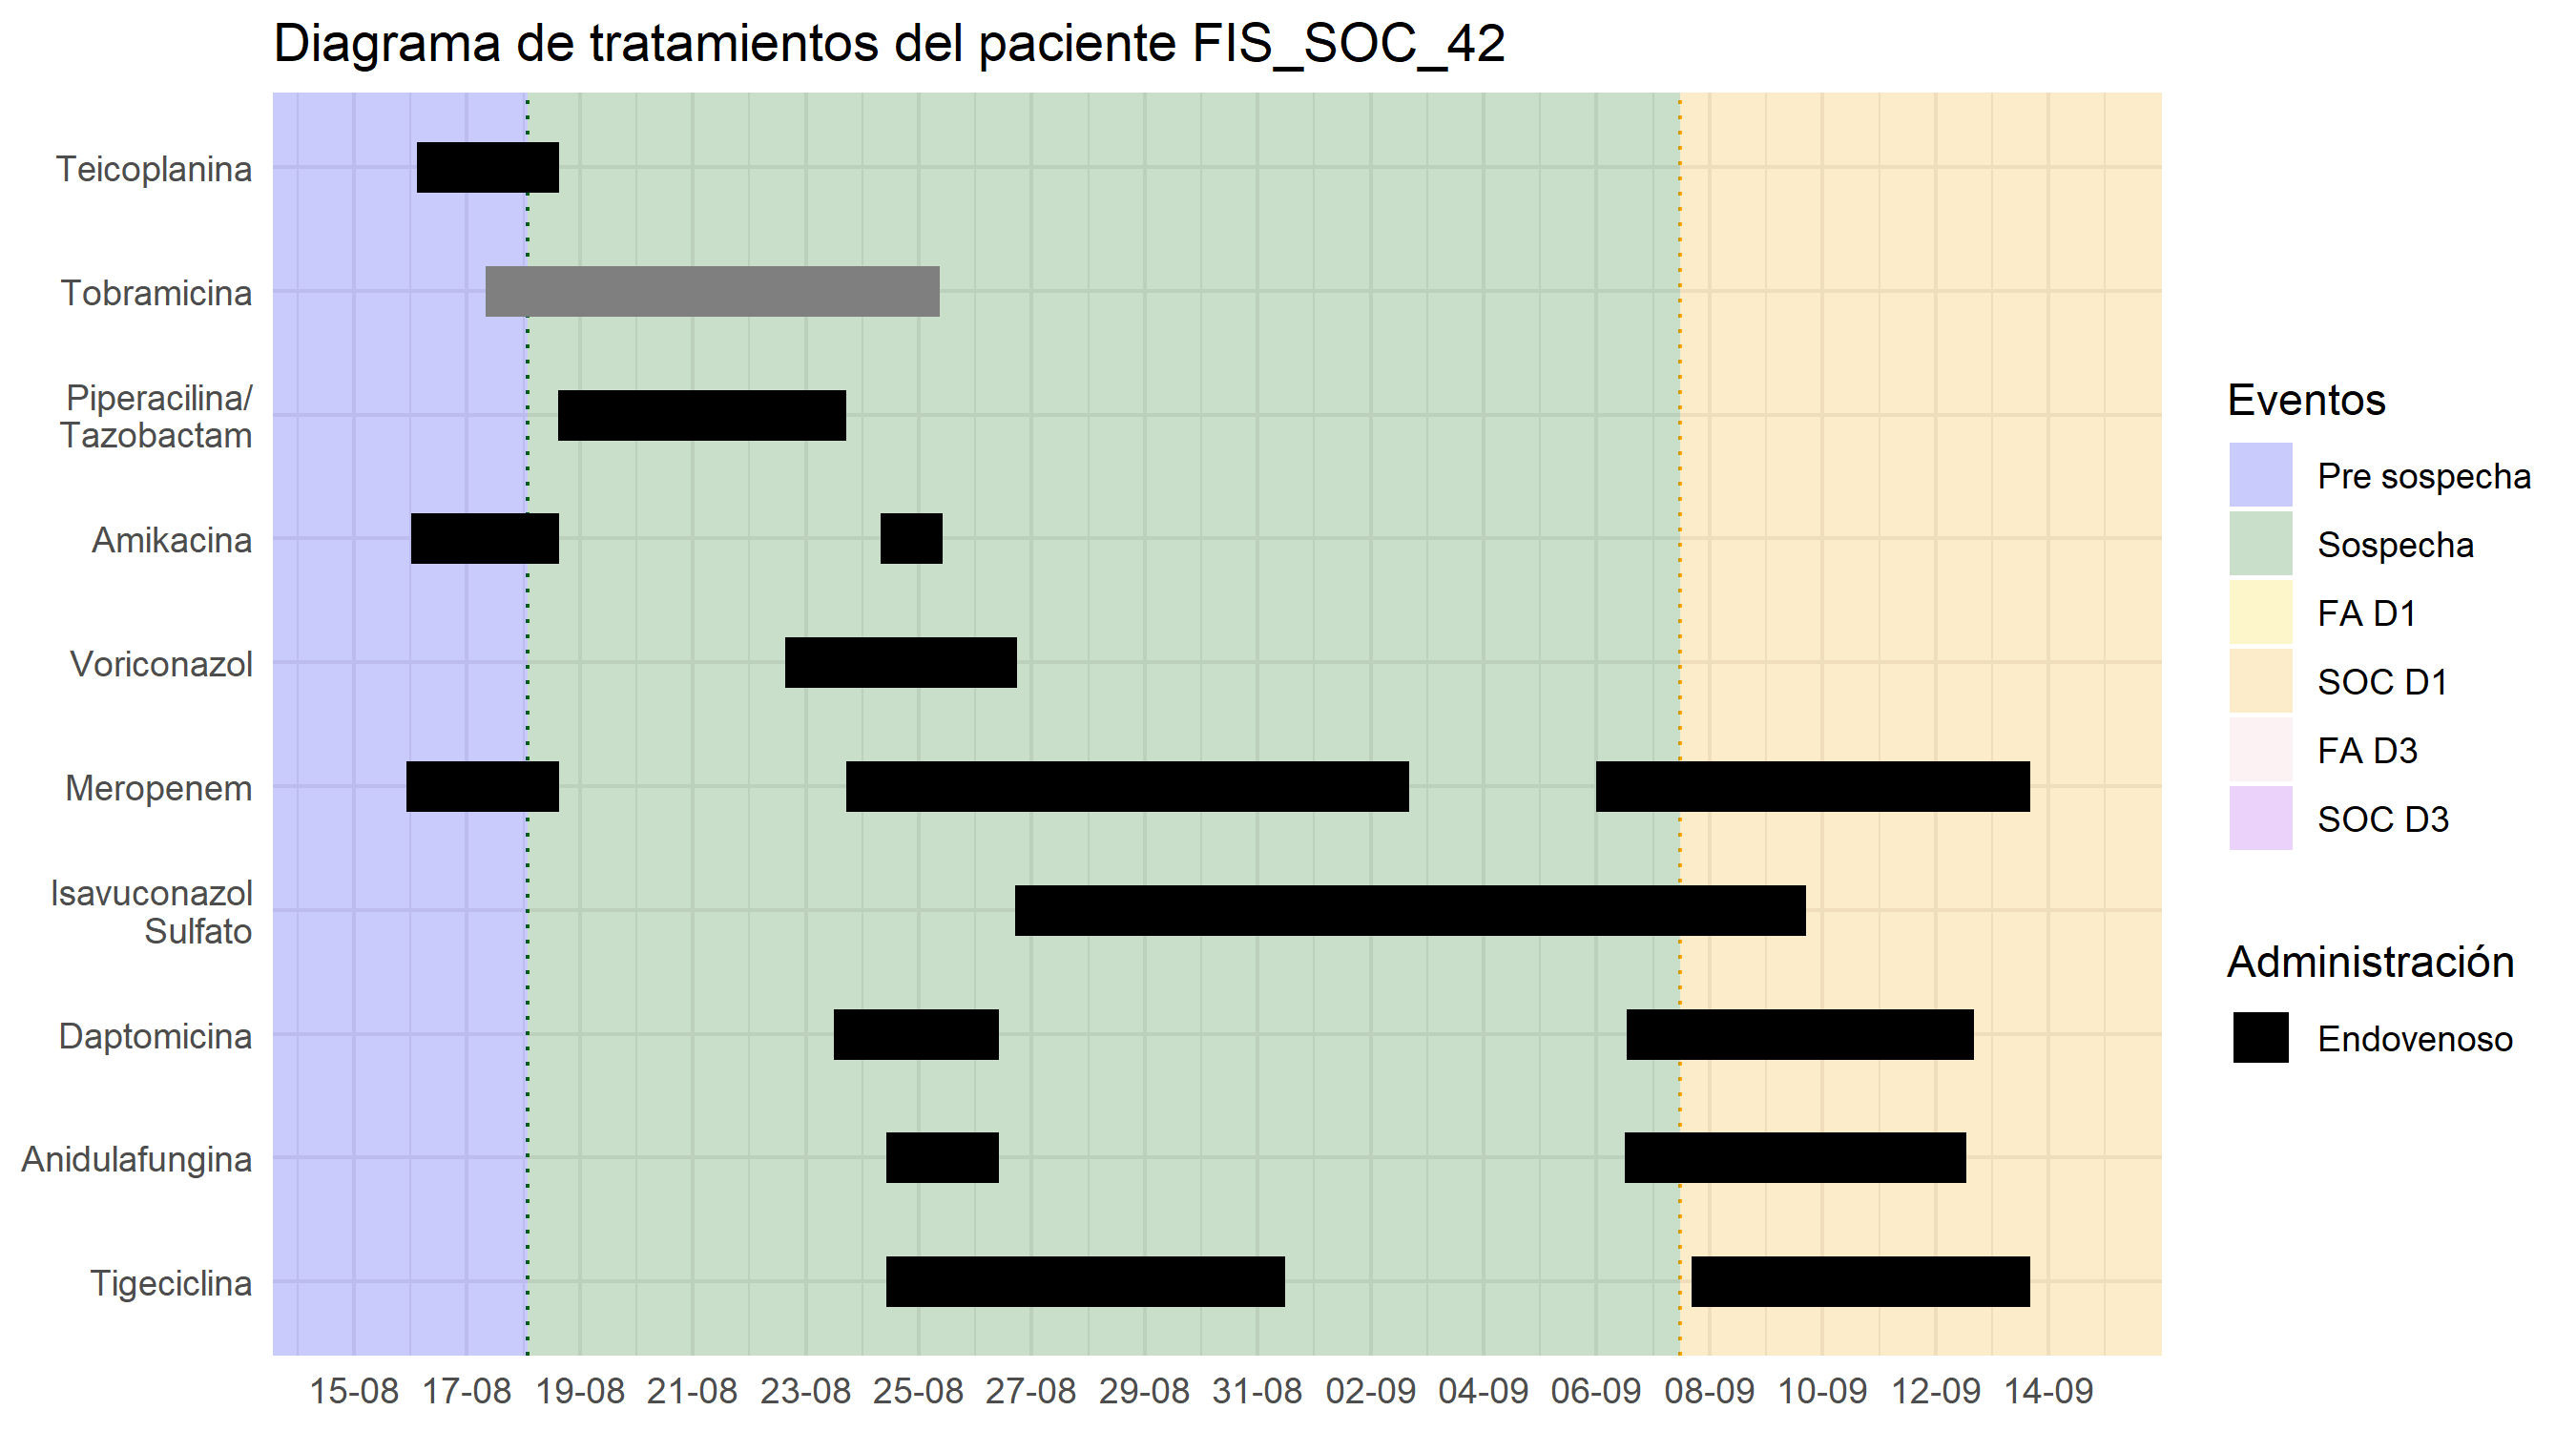 Diagrama de tratamientos del paciente FIS_SOC_42
Teicoplanina
Tobramicina
Piperacilina/
Tazobactam
Amikacina
Voriconazol
Meropenem
Isavuconazol
Sulfato
Daptomicina
Anidulafungina
Tigeciclina
15-08 17-08 19-08 21-08 23-08 25-08 27-08 29-08 31-08 02-09 04-09 06-09 08-09 10-09 12-09 14-09
Eventos
Pre sospecha
Sospecha
FA D1
SOC D1
FA D3
SOC D3
Administración
Endovenoso